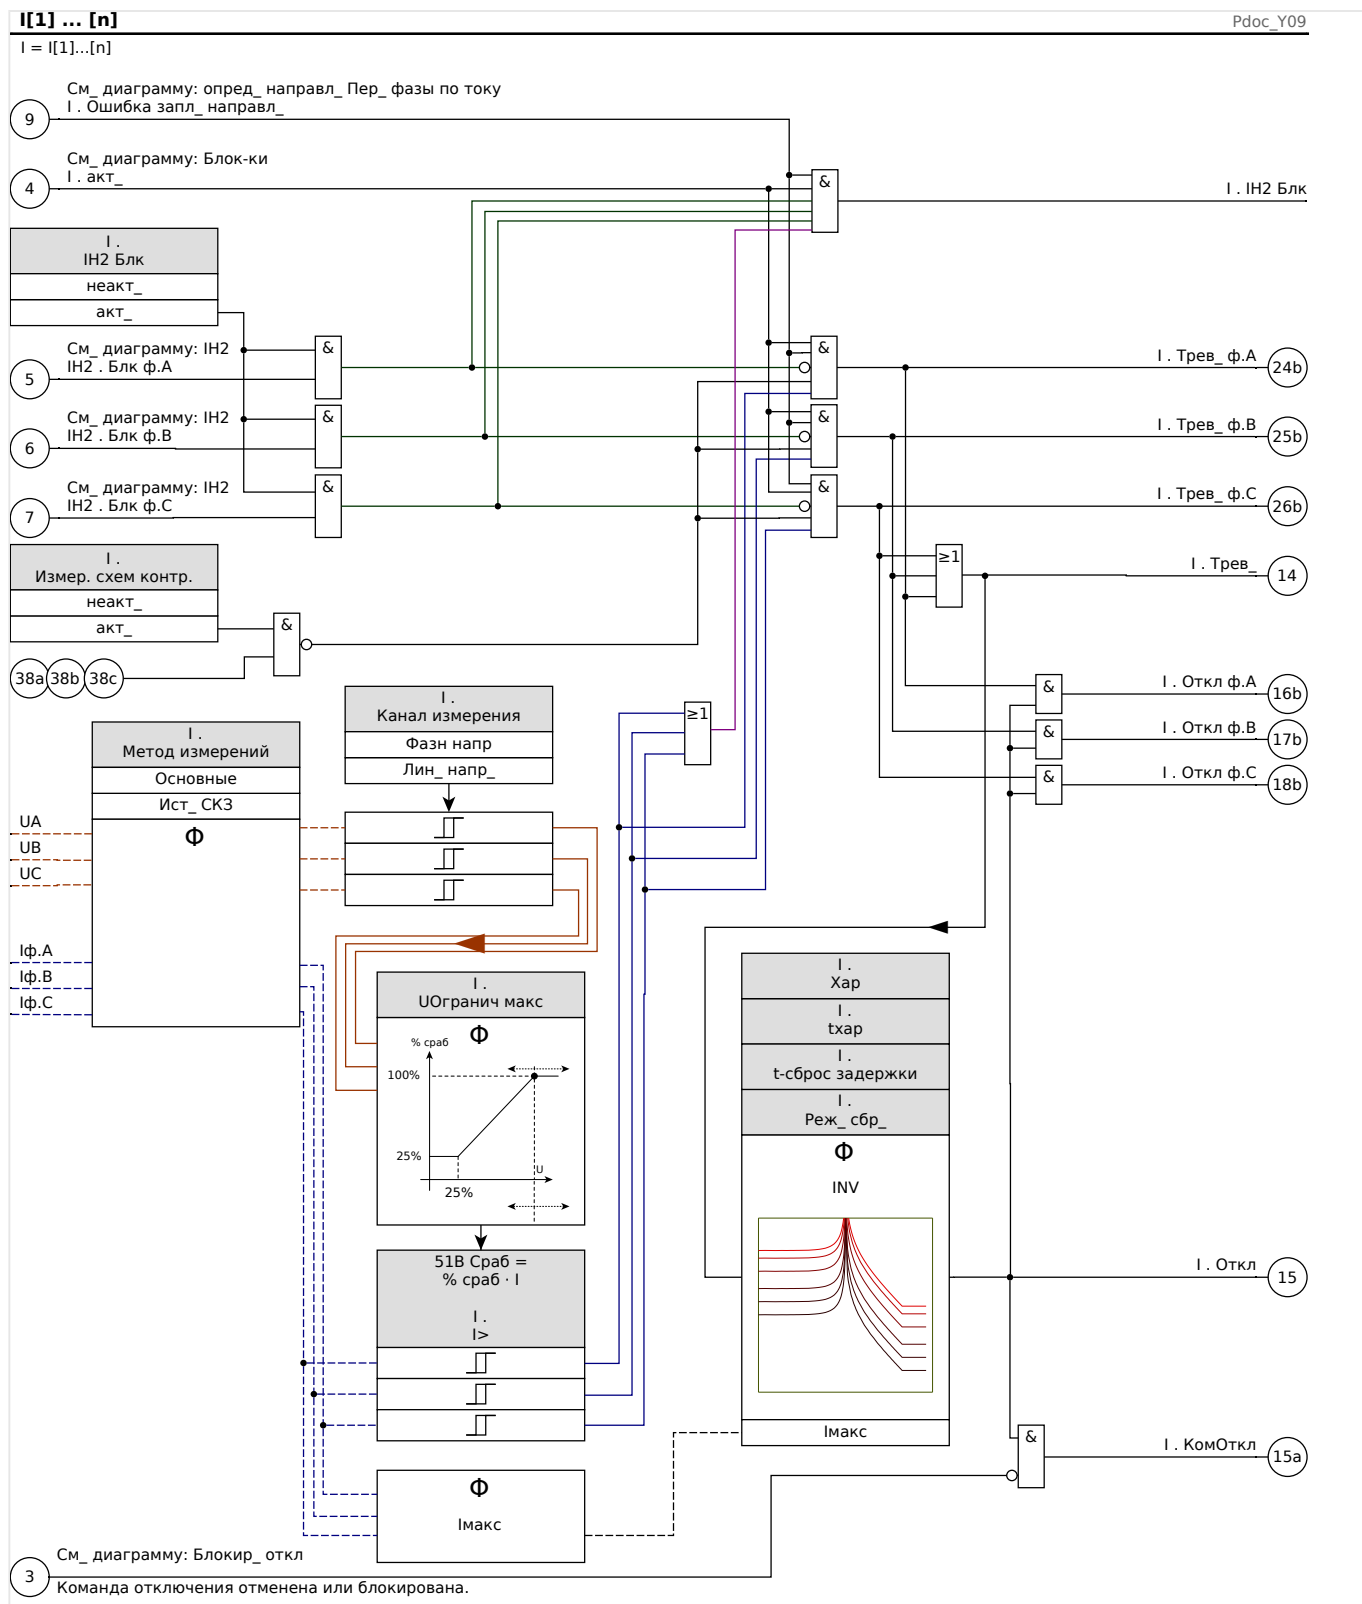 I[1] ... [n]
Pdoc_Y09
I = I[1]...[n]
См_ диаграмму: опред_ направл_ Пер_ фазы по току
9
I . Ошибка запл_ направл_
См_ диаграмму: Блок-ки
4
I . акт_
&
I . IH2 Блк
I .
IH2 Блк
неакт_
акт_
См_ диаграмму: IH2
5
IH2 . Блк ф.A
&
&
I . Трев_ ф.A
24b
См_ диаграмму: IH2
6
IH2 . Блк ф.B
&
&
I . Трев_ ф.B
25b
См_ диаграмму: IH2
7
IH2 . Блк ф.C
&
&
I . Трев_ ф.C
26b
I .
Измер. схем контр.
неакт_
акт_
&
≥1
I . Трев_
14
38a
38b
38c
I .
Канал измерения
Фазн напр
Лин_ напр_
≥1
&
I . Откл ф.A
16b
&
I . Откл ф.B
17b
&
I . Откл ф.C
18b
I .
Метод измерений
Основные
Ист_ СКЗ
Ф
UA
UB
UC
Iф.A
Iф.B
Iф.C
I .
UОгранич макс
Ф
% сраб
100%
25%
U
25%
51В Сраб =
% сраб · I
I .
I>
I .
Хар
I .
tхар
I .
t-сброс задержки
I .
Реж_ сбр_
Ф
INV
Iмакс
I . Откл
15
&
I . КомОткл
15a
Ф
Iмакс
См_ диаграмму: Блокир_ откл
3
Команда отключения отменена или блокирована.